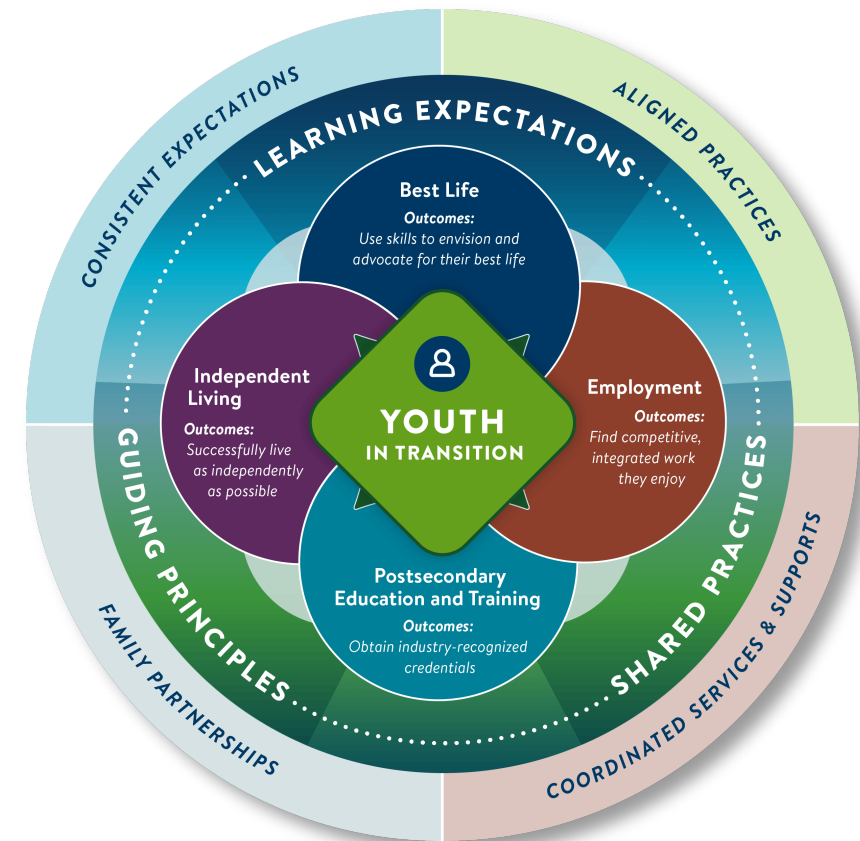 CONSISTENT EXPECTATIONS
ALIGNED PRACTICES
LEARNING EXPECTATIONS
Best Life
Outcomes:
Use skills to envision and
advocate for their best life
Independent
Living
Outcomes:
Successfully live
as independently
as possible
YOUTH
IN TRANSITION
Employment
Outcomes:
Find competitive,
integrated work
they enjoy
Postsecondary
Education and Training
Outcomes:
Obtain industry-recognized
credentials
GUIDING PRINCIPLES
SHARED PRACTICES
FAMILY PARTNERSHIPS
COORDINATED SERVICES & SUPPORTS